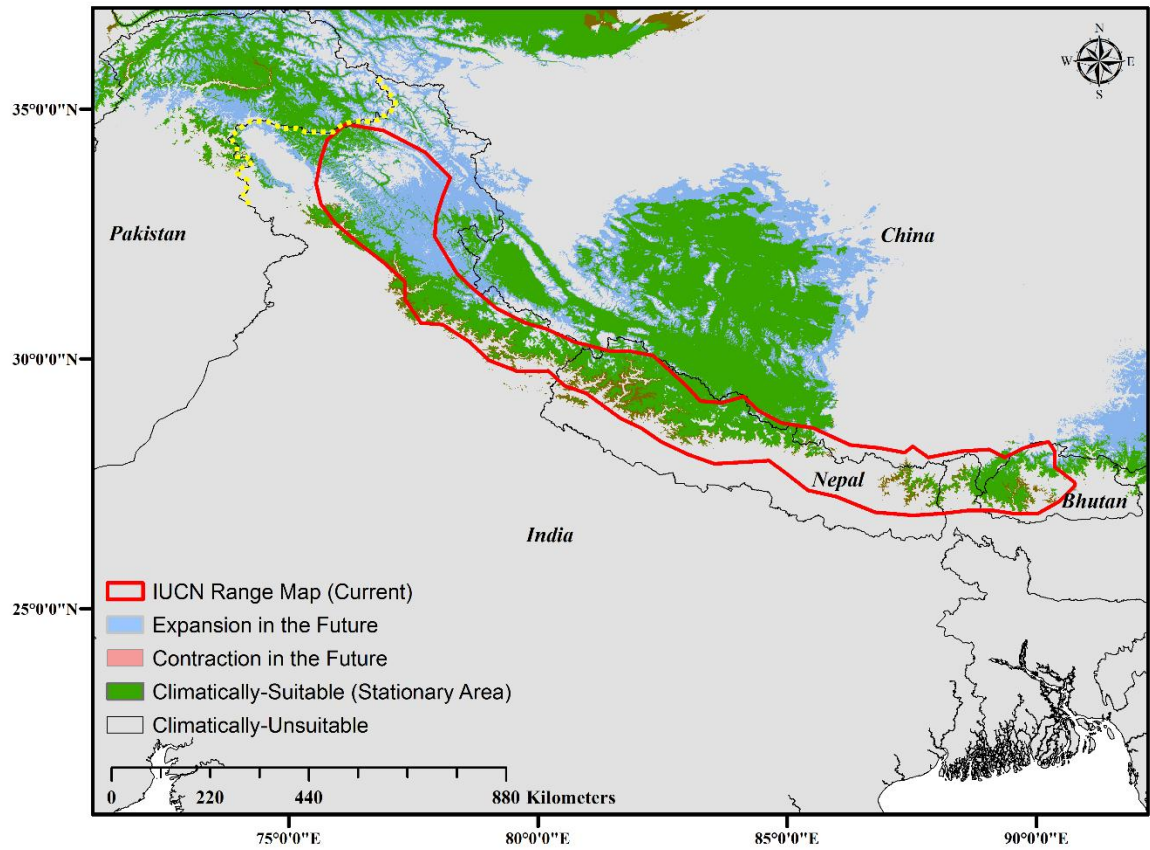 N
W E
S
35°0'0"N
Pakistan
China
30°0'0"N
Nepal
Bhutan
India
IUCN Range Map (Current)
25°0'0"N
Expansion in the Future
Contraction in the Future
Climatically-Suitable (Stationary Area)
Climatically-Unsuitable
0 220 440 880 Kilometers
75°0'0"E 80°0'0"E 85°0'0"E 90°0'0"E